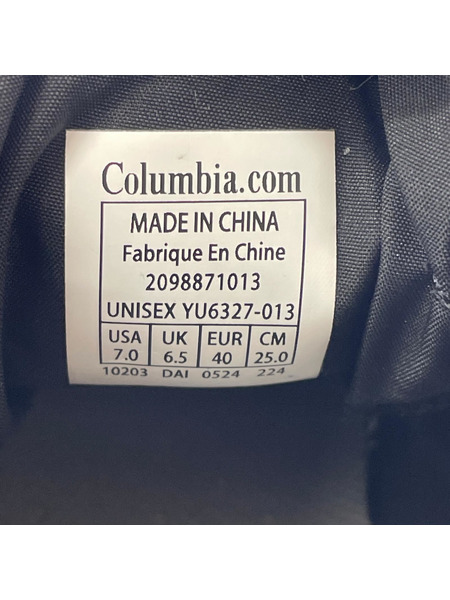 Columbia.com
MADE IN CHINA
Fabrique En Chine
2098871013
UNISEX YU6327-013
USA UK EUR CM
7.0 6.5 40 25.0
10203 DAI 0524 224